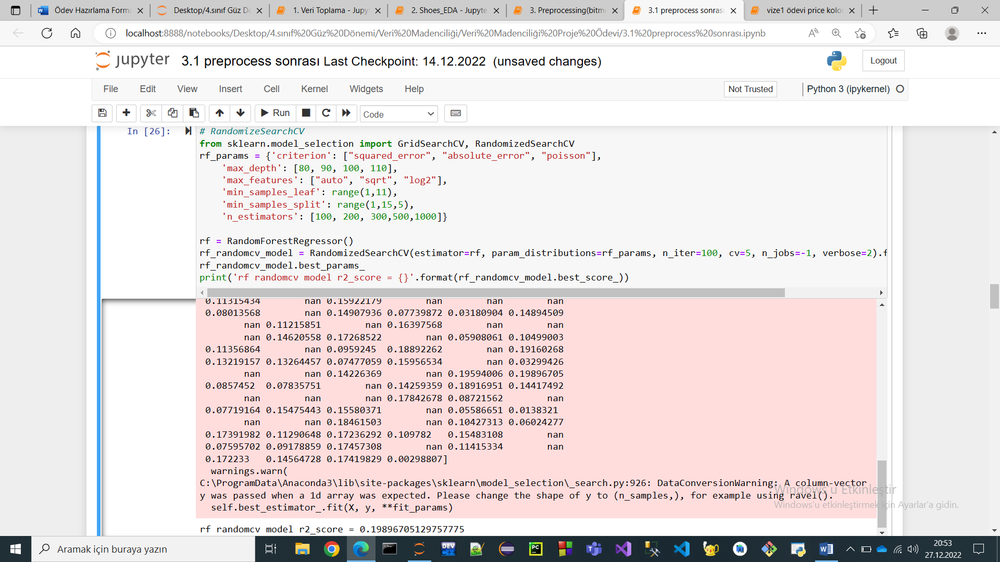 Ödev Hazırlama Forma
Desktop/4.sınıf Güz Dö
1. Veri Toplama - Jupy
2. Shoes_EDA - Jupyte
3. Preprocessing(bitme
3.1 preprocess sonrası
vize1 ödevi price kolo
localhost:8888/notebooks/Desktop/4.sınıf%20Güz%20Dönemi/Veri%20Madenciliği/Veri%20Madenciliği%20Proje%20Ödevi/3.1%20preprocess%20sonrası.ipynb
jupyter 3.1 preprocess sonrası Last Checkpoint: 14.12.2022 (unsaved changes)
Logout
File Edit View Insert Cell Kernel Widgets Help
Not Trusted
Python 3 (ipykernel)
Run
Code
In [26]:
# RandomizeSearchCV
from sklearn.model_selection import GridSearchCV, RandomizedSearchCV
rf_params = {'criterion': ["squared_error", "absolute_error", "poisson"],
'max_depth': [80, 90, 100, 110],
'max_features': ["auto", "sqrt", "log2"],
'min_samples_leaf': range(1,11),
'min_samples_split': range(1,15,5),
'n_estimators': [100, 200, 300,500,1000]}
rf = RandomForestRegressor()
rf_randomcv_model = RandomizedSearchCV(estimator=rf, param_distributions=rf_params, n_iter=100, cv=5, n_jobs=-1, verbose=2).f
rf_randomcv_model.best_params_
print('rf randomcv model r2_score = {}'.format(rf_randomcv_model.best_score_))
0.11315434 nan 0.15922179 nan nan nan
0.08013568 nan 0.14907936 0.07739872 0.03180904 0.14894509
nan 0.11215851 nan 0.16397568 nan nan
nan 0.14620558 0.17268522 nan 0.05908061 0.10499003
0.11356864 nan 0.0959245 0.18892262 nan 0.19160268
0.13219157 0.13264457 0.07477059 0.15956534 nan 0.03299426
nan nan 0.14226369 nan 0.19594006 0.19896705
0.0857452 0.07835751 nan 0.14259359 0.18916951 0.14417492
nan nan nan 0.17842678 0.08721562 nan
0.07719164 0.15475443 0.15580371 nan 0.05586651 0.0138321
nan nan 0.18461503 nan 0.10427313 0.06024277
0.17391982 0.11290648 0.17236292 0.109782 0.15483108 nan
0.07595702 0.09178859 0.17457308 nan 0.11415334 nan
0.172233 0.14564728 0.17419829 0.00298807]
warnings.warn(
C:\ProgramData\Anaconda3\lib\site-packages\sklearn\model_selection\_search.py:926: DataConversionWarning: A column-vector
y was passed when a 1d array was expected. Please change the shape of y to (n_samples,), for example using ravel().
self.best_estimator_.fit(X, y, **fit_params)
rf randomcv model r2_score = 0.19896705129757775
Windows'u Etkinleştir
Windows'u etkinleştirmek için Ayarlar'a gidin.
Aramak için buraya yazın
DEV
C++
PC
20:53
27.12.2022